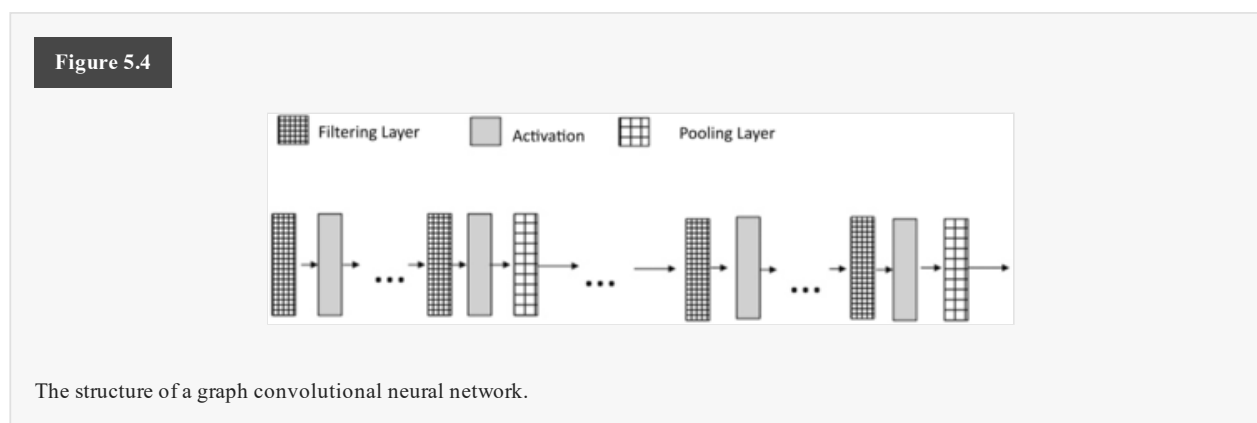 Figure 5.4
Filtering Layer Activation Pooling Layer
The structure of a graph convolutional neural network.